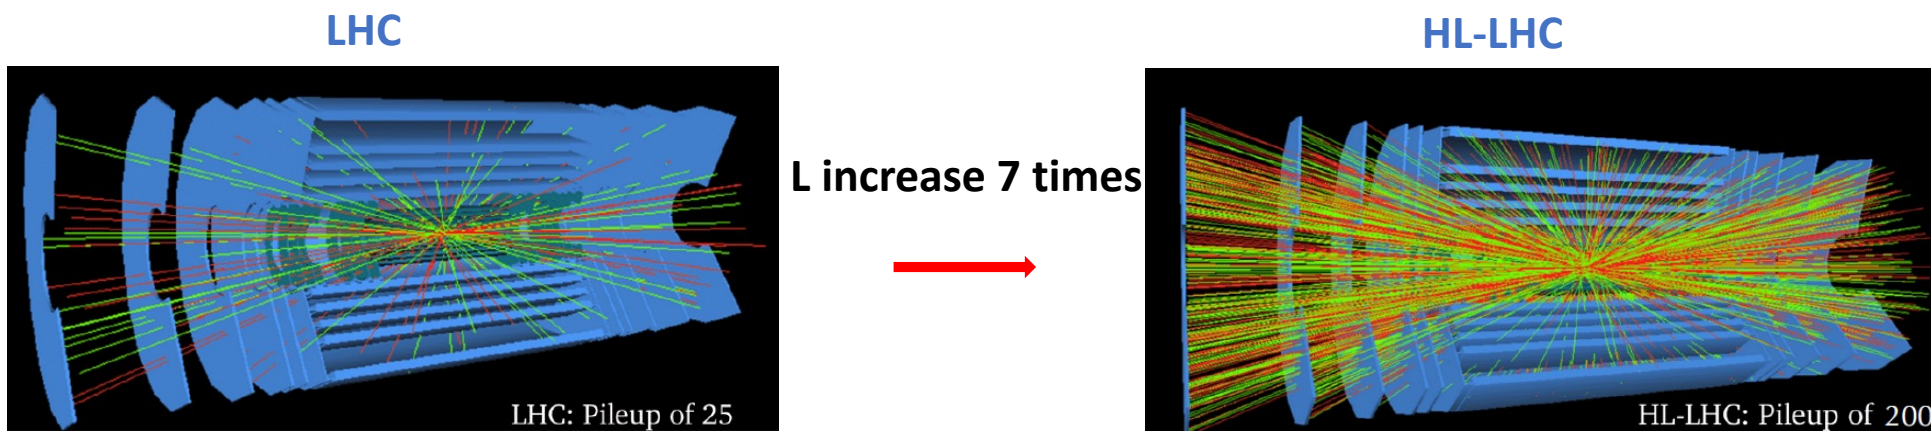 LHC
HL-LHC
L increase 7 times
LHC: Pileup of 25
HL-LHC: Pileup of 200